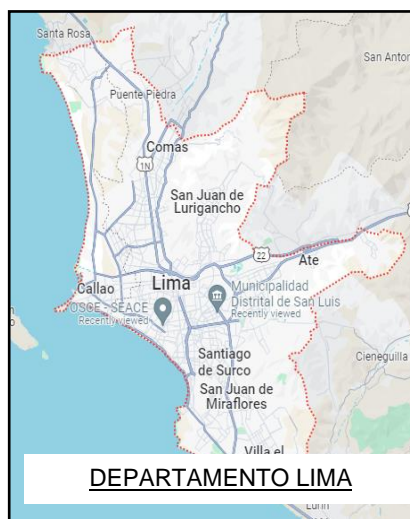 Santa Rosa
San Anton
Puente Piedra
Comas
1N
San Juan de
Lurigancho
22
Ate
Lima
Municipalidad
Distrital de San Luis
Recently viewed
Callao
OSCE - SEACE
Recently viewed
Cieneguilla
Santiago
de Surco
San Juan de
Miraflores
Villa el
DEPARTAMENTO LIMA
Lurín